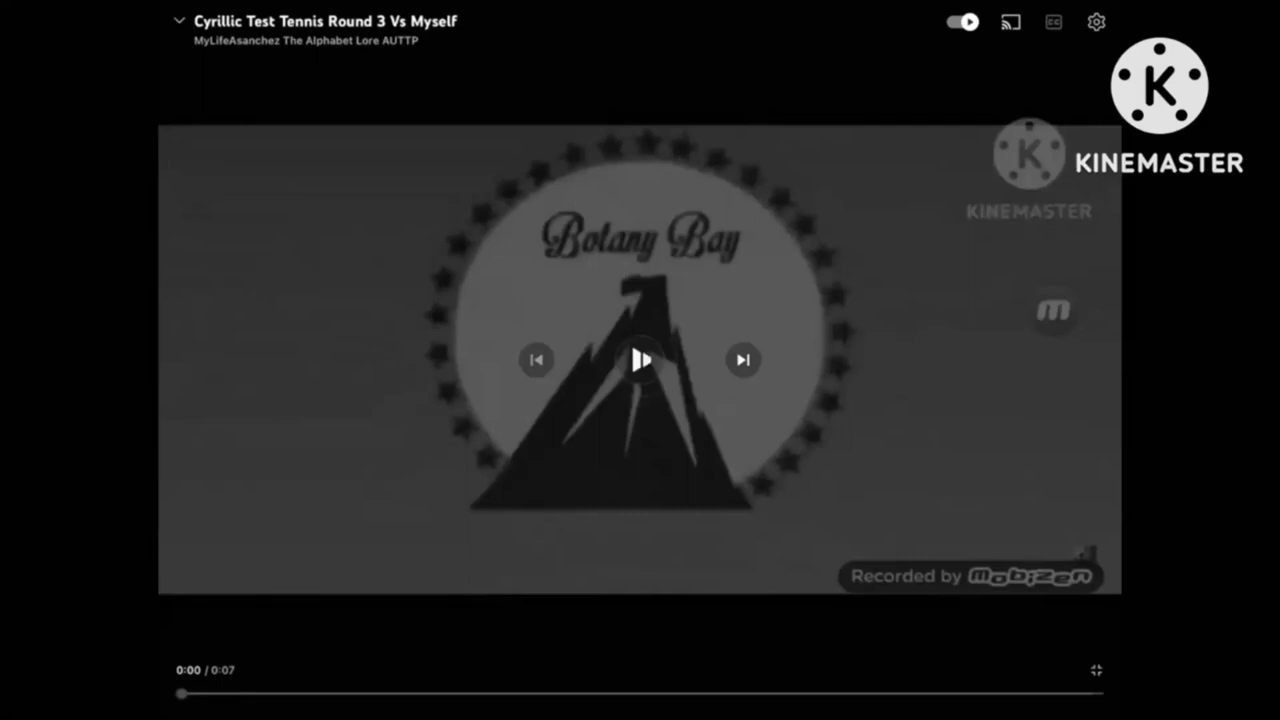 Cyrillic Test Tennis Round 3 Vs Myself
MyLifeAsanchez The Alphabet Lore AUTTP
CC
K
KINEMASTER
K
KINEMASTER
Botany Bay
m
Recorded by mobizen
0:00 / 0:07